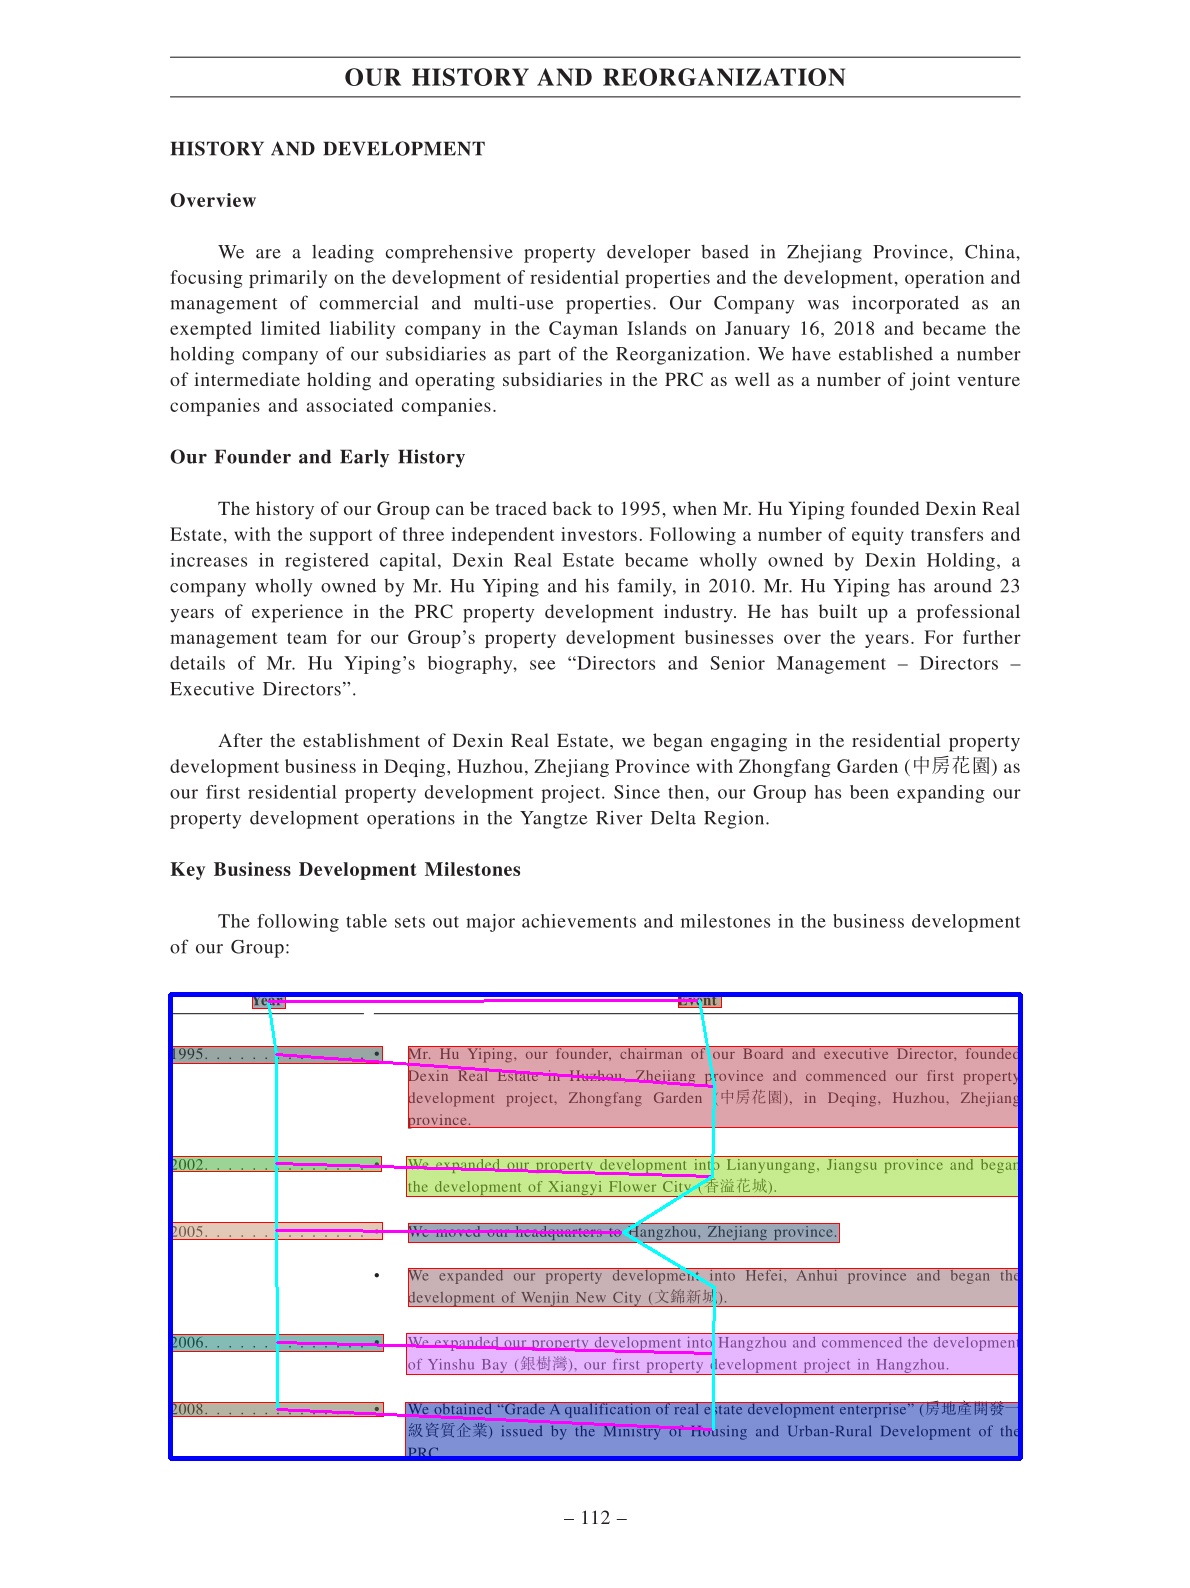 OUR HISTORY AND REORGANIZATION
HISTORY AND DEVELOPMENT
Overview
We are a leading comprehensive property developer based in Zhejiang Province, China,
focusing primarily on the development of residential properties and the development, operation and
management of commercial and multi-use properties. Our Company was incorporated as an
exempted limited liability company in the Cayman Islands on January 16, 2018 and became the
holding company of our subsidiaries as part of the Reorganization. We have established a number
of intermediate holding and operating subsidiaries in the PRC as well as a number of joint venture
companies and associated companies.
Our Founder and Early History
The history of our Group can be traced back to 1995, when Mr. Hu Yiping founded Dexin Real
Estate, with the support of three independent investors. Following a number of equity transfers and
increases in registered capital, Dexin Real Estate became wholly owned by Dexin Holding, a
company wholly owned by Mr. Hu Yiping and his family, in 2010. Mr. Hu Yiping has around 23
years of experience in the PRC property development industry. He has built up a professional
management team for our Group’s property development businesses over the years. For further
details of Mr. Hu Yiping’s biography, see “Directors and Senior Management – Directors –
Executive Directors”.
After the establishment of Dexin Real Estate, we began engaging in the residential property
development business in Deqing, Huzhou, Zhejiang Province with Zhongfang Garden (中房花園) as
our first residential property development project. Since then, our Group has been expanding our
property development operations in the Yangtze River Delta Region.
Key Business Development Milestones
The following table sets out major achievements and milestones in the business development
of our Group:
Year Event
1995. . . . . . . . . . . . . . • Mr. Hu Yiping, our founder, chairman of our Board and executive Director, founded
Dexin Real Estate in Huzhou, Zhejiang province and commenced our first property
development project, Zhongfang Garden (中房花園), in Deqing, Huzhou, Zhejiang
province.
2002. . . . . . . . . . . . . . • We expanded our property development into Lianyungang, Jiangsu province and began
the development of Xiangyi Flower City (香溢花城).
2005. . . . . . . . . . . . . . • We moved our headquarters to Hangzhou, Zhejiang province.
• We expanded our property development into Hefei, Anhui province and began the
development of Wenjin New City (文錦新城).
2006. . . . . . . . . . . . . . • We expanded our property development into Hangzhou and commenced the development
of Yinshu Bay (銀樹灣), our first property development project in Hangzhou.
2008. . . . . . . . . . . . . . • We obtained “Grade A qualification of real estate development enterprise” (房地產開發一
級資質企業) issued by the Ministry of Housing and Urban-Rural Development of the
PRC
– 112 –